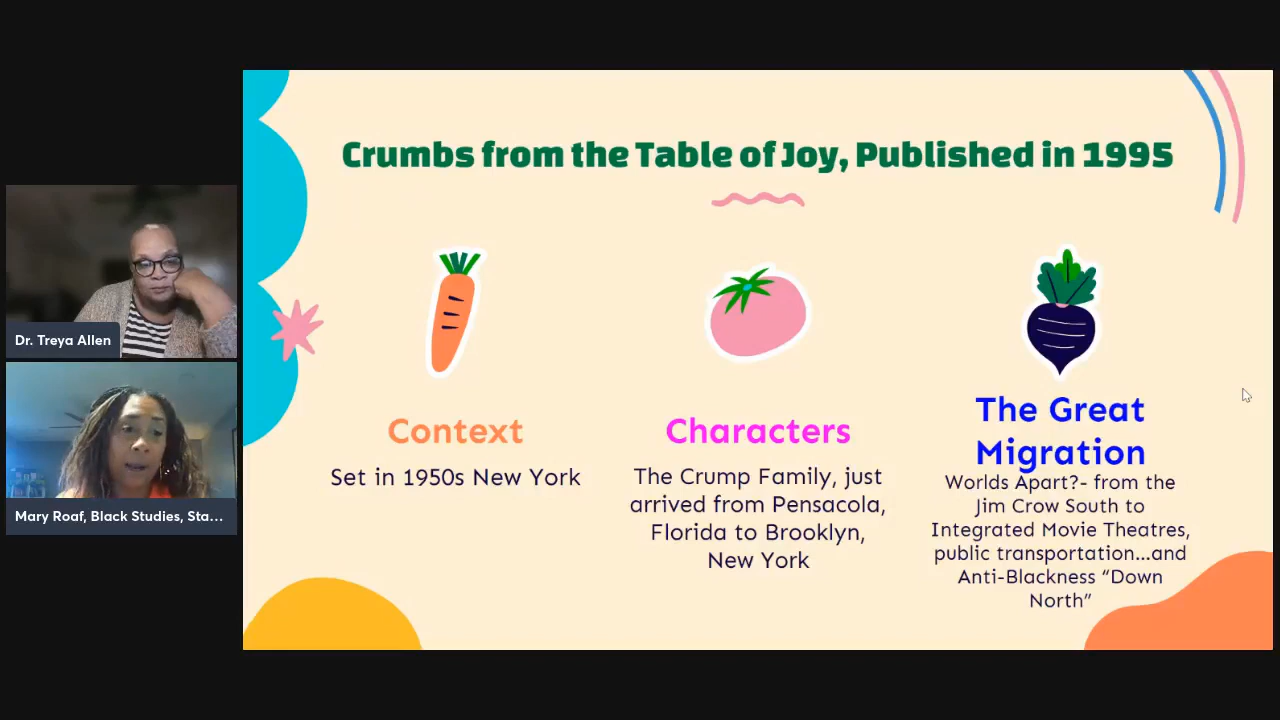 Crumbs from the Table of Joy, Published in 1995
Context
Set in 1950s New York
Characters
The Crump Family, just
arrived from Pensacola,
Florida to Brooklyn,
New York
The Great
Migration
Worlds Apart?- from the
Jim Crow South to
Integrated Movie Theatres,
public transportation...and
Anti-Blackness “Down
North”
Dr. Treya Allen
Mary Roaf, Black Studies, Sta...